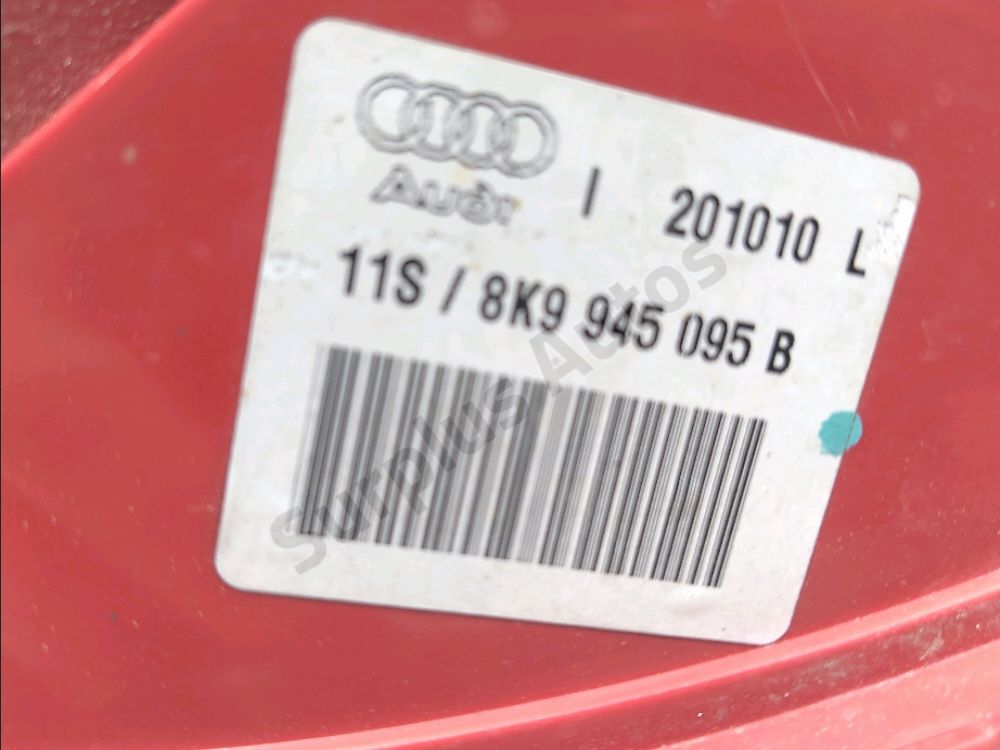 Audi I 201010 L
11S / 8K9 945 095 B
Surplus Autos